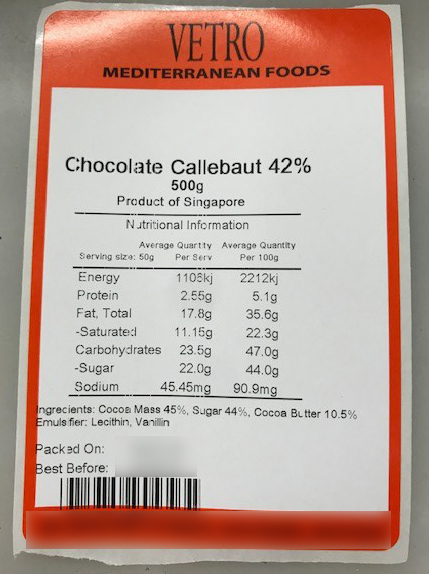 VETRO
MEDITERRANEAN FOODS
Chocolate Callebaut 42%
500g
Product of Singapore
Nutritional Information
Average Quartity Average Quantity
Serving size: 50g Per Serv Per 100g
Energy 1106kj 2212kj
Protein 2.55g 5.1g
Fat, Total 17.8g 35.6g
-Saturated 11.15g 22.3g
Carbohydrates 23.5g 47.0g
-Sugar 22.0g 44.0g
Sodium 45.45mg 90.9mg
Ingredients: Cocoa Mass 45%, Sugar 44%, Cocoa Butter 10.5%
Emulsifier: Lecithin, Vanillin
Packed On:
Best Before: